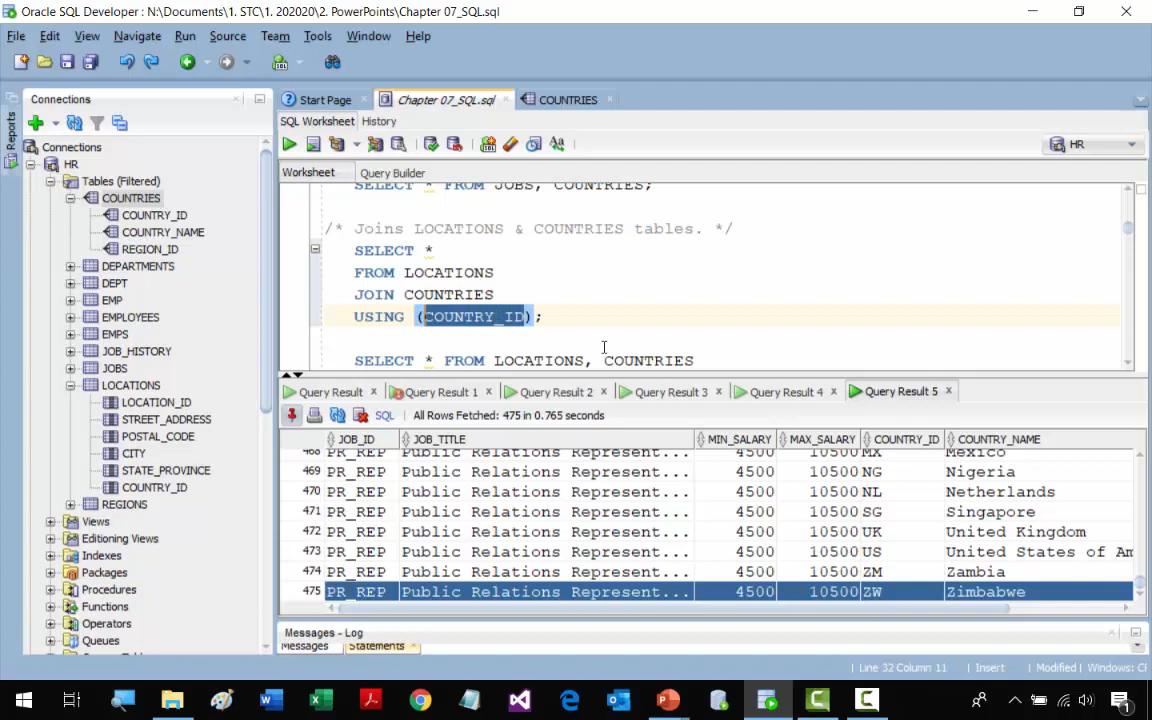 Oracle SQL Developer : N:\Documents\1. STC\1. 202020\2. PowerPoints\Chapter 07_SQL.sql
File Edit View Navigate Run Source Team Tools Window Help
Connections
Start Page
Chapter 07_SQL.sql
COUNTRIES
SQL Worksheet History
HR
Worksheet Query Builder
Reports
Connections
HR
Tables (Filtered)
COUNTRIES
COUNTRY_ID
COUNTRY_NAME
REGION_ID
DEPARTMENTS
DEPT
EMP
EMPLOYEES
EMPS
JOB_HISTORY
JOBS
LOCATIONS
LOCATION_ID
STREET_ADDRESS
POSTAL_CODE
CITY
STATE_PROVINCE
COUNTRY_ID
REGIONS
Views
Editioning Views
Indexes
Packages
Procedures
Functions
Operators
Queues
SELECT * FROM JOBS, COUNTRIES;
/* Joins LOCATIONS & COUNTRIES tables. */
SELECT *
FROM LOCATIONS
JOIN COUNTRIES
USING (COUNTRY_ID);
SELECT * FROM LOCATIONS, COUNTRIES
Query Result Query Result 1 Query Result 2 Query Result 3 Query Result 4 Query Result 5
SQL All Rows Fetched: 475 in 0.765 seconds
JOB_ID JOB_TITLE MIN_SALARY MAX_SALARY COUNTRY_ID COUNTRY_NAME
468 PR_REP Public Relations Represent... 4500 10500 MX Mexico
469 PR_REP Public Relations Represent... 4500 10500 NG Nigeria
470 PR_REP Public Relations Represent... 4500 10500 NL Netherlands
471 PR_REP Public Relations Represent... 4500 10500 SG Singapore
472 PR_REP Public Relations Represent... 4500 10500 UK United Kingdom
473 PR_REP Public Relations Represent... 4500 10500 US United States of Am
474 PR_REP Public Relations Represent... 4500 10500 ZM Zambia
475 PR_REP Public Relations Represent... 4500 10500 ZW Zimbabwe
Messages - Log
Messages Statements
Line 32 Column 11 Insert Modified Windows: CR